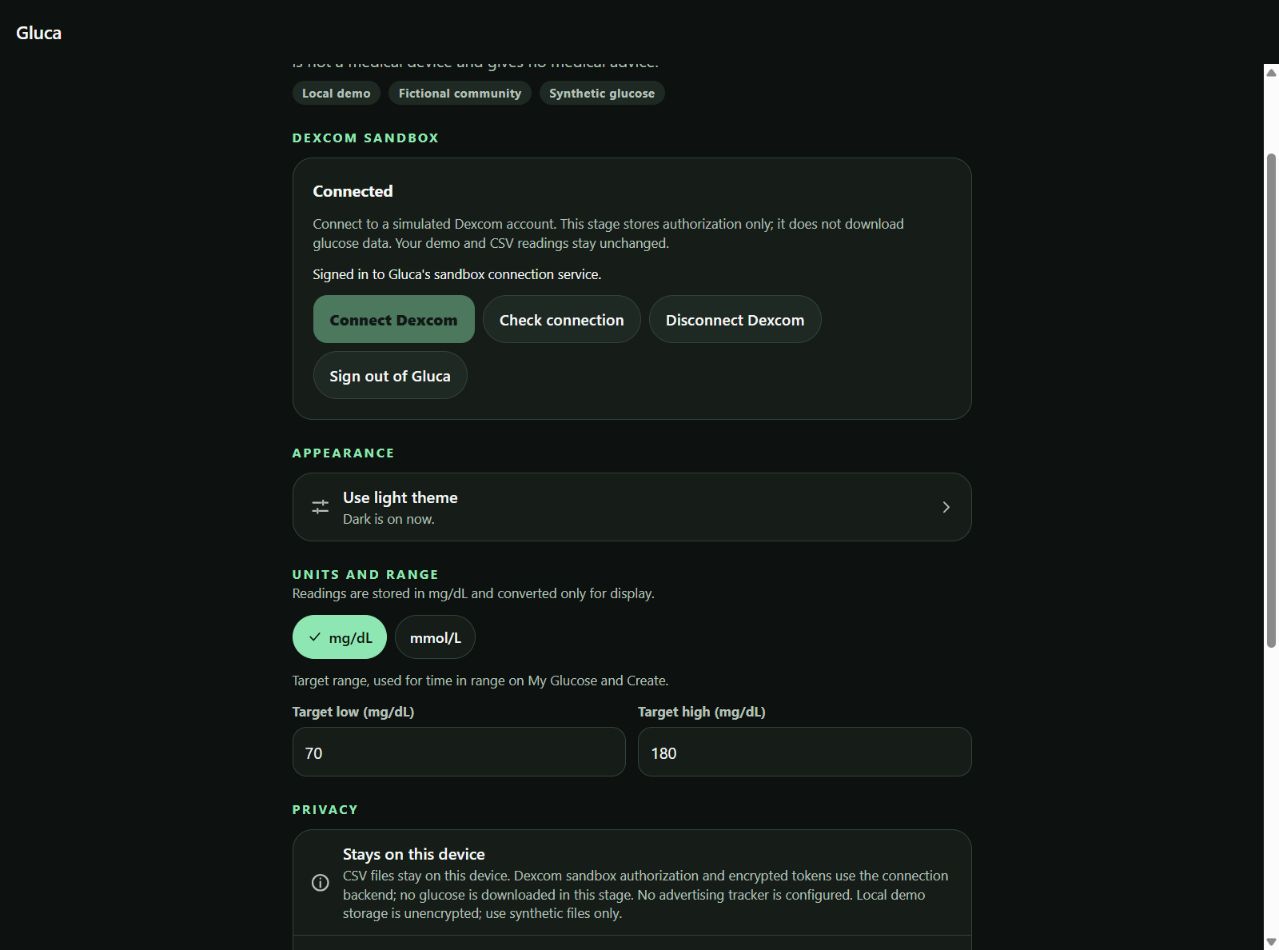 Gluca
is not a medical device and gives no medical advice.
Local demo
Fictional community
Synthetic glucose
DEXCOM SANDBOX
Connected
Connect to a simulated Dexcom account. This stage stores authorization only; it does not download
glucose data. Your demo and CSV readings stay unchanged.
Signed in to Gluca's sandbox connection service.
Connect Dexcom
Check connection
Disconnect Dexcom
Sign out of Gluca
APPEARANCE
Use light theme
Dark is on now.
UNITS AND RANGE
Readings are stored in mg/dL and converted only for display.
mg/dL
mmol/L
Target range, used for time in range on My Glucose and Create.
Target low (mg/dL)
Target high (mg/dL)
70
180
PRIVACY
Stays on this device
CSV files stay on this device. Dexcom sandbox authorization and encrypted tokens use the connection
backend; no glucose is downloaded in this stage. No advertising tracker is configured. Local demo
storage is unencrypted; use synthetic files only.